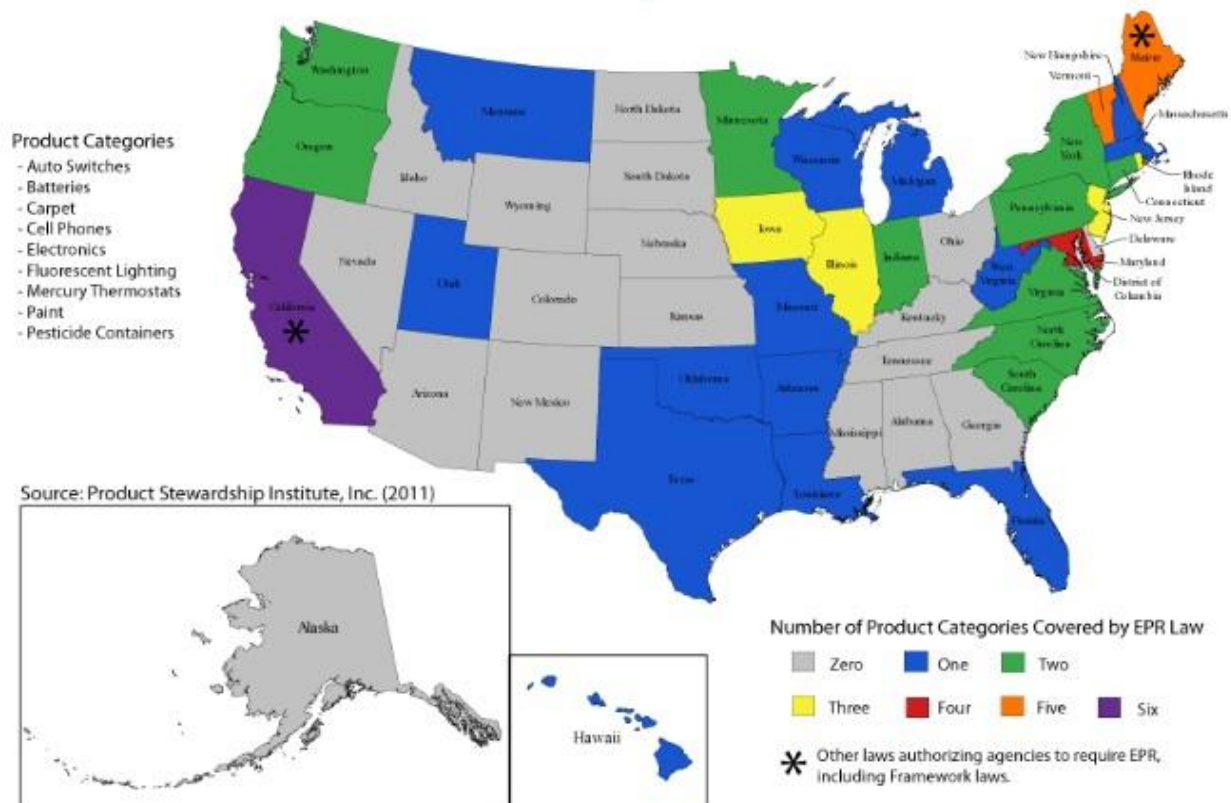 Product Categories
- Auto Switches
- Batteries
- Carpet
- Cell Phones
- Electronics
- Fluorescent Lighting
- Mercury Thermostats
- Paint
- Pesticide Containers
Washington
Oregon
California
Idaho
Nevada
Montana
Wyoming
Utah
Colorado
Arizona
New Mexico
North Dakota
South Dakota
Nebraska
Kansas
Oklahoma
Texas
Minnesota
Iowa
Missouri
Arkansas
Louisiana
Wisconsin
Michigan
Illinois
Indiana
Ohio
Kentucky
Tennessee
Mississippi
Alabama
Georgia
Florida
West
Virginia
Virginia
North
Carolina
South
Carolina
Pennsylvania
New
York
Maine
New Hampshire
Vermont
Massachusetts
Rhode
Island
Connecticut
New Jersey
Delaware
Maryland
District of
Columbia
Source: Product Stewardship Institute, Inc. (2011)
Alaska
Hawaii
Number of Product Categories Covered by EPR Law
Zero
One
Two
Three
Four
Five
Six
* Other laws authorizing agencies to require EPR,
including Framework laws.